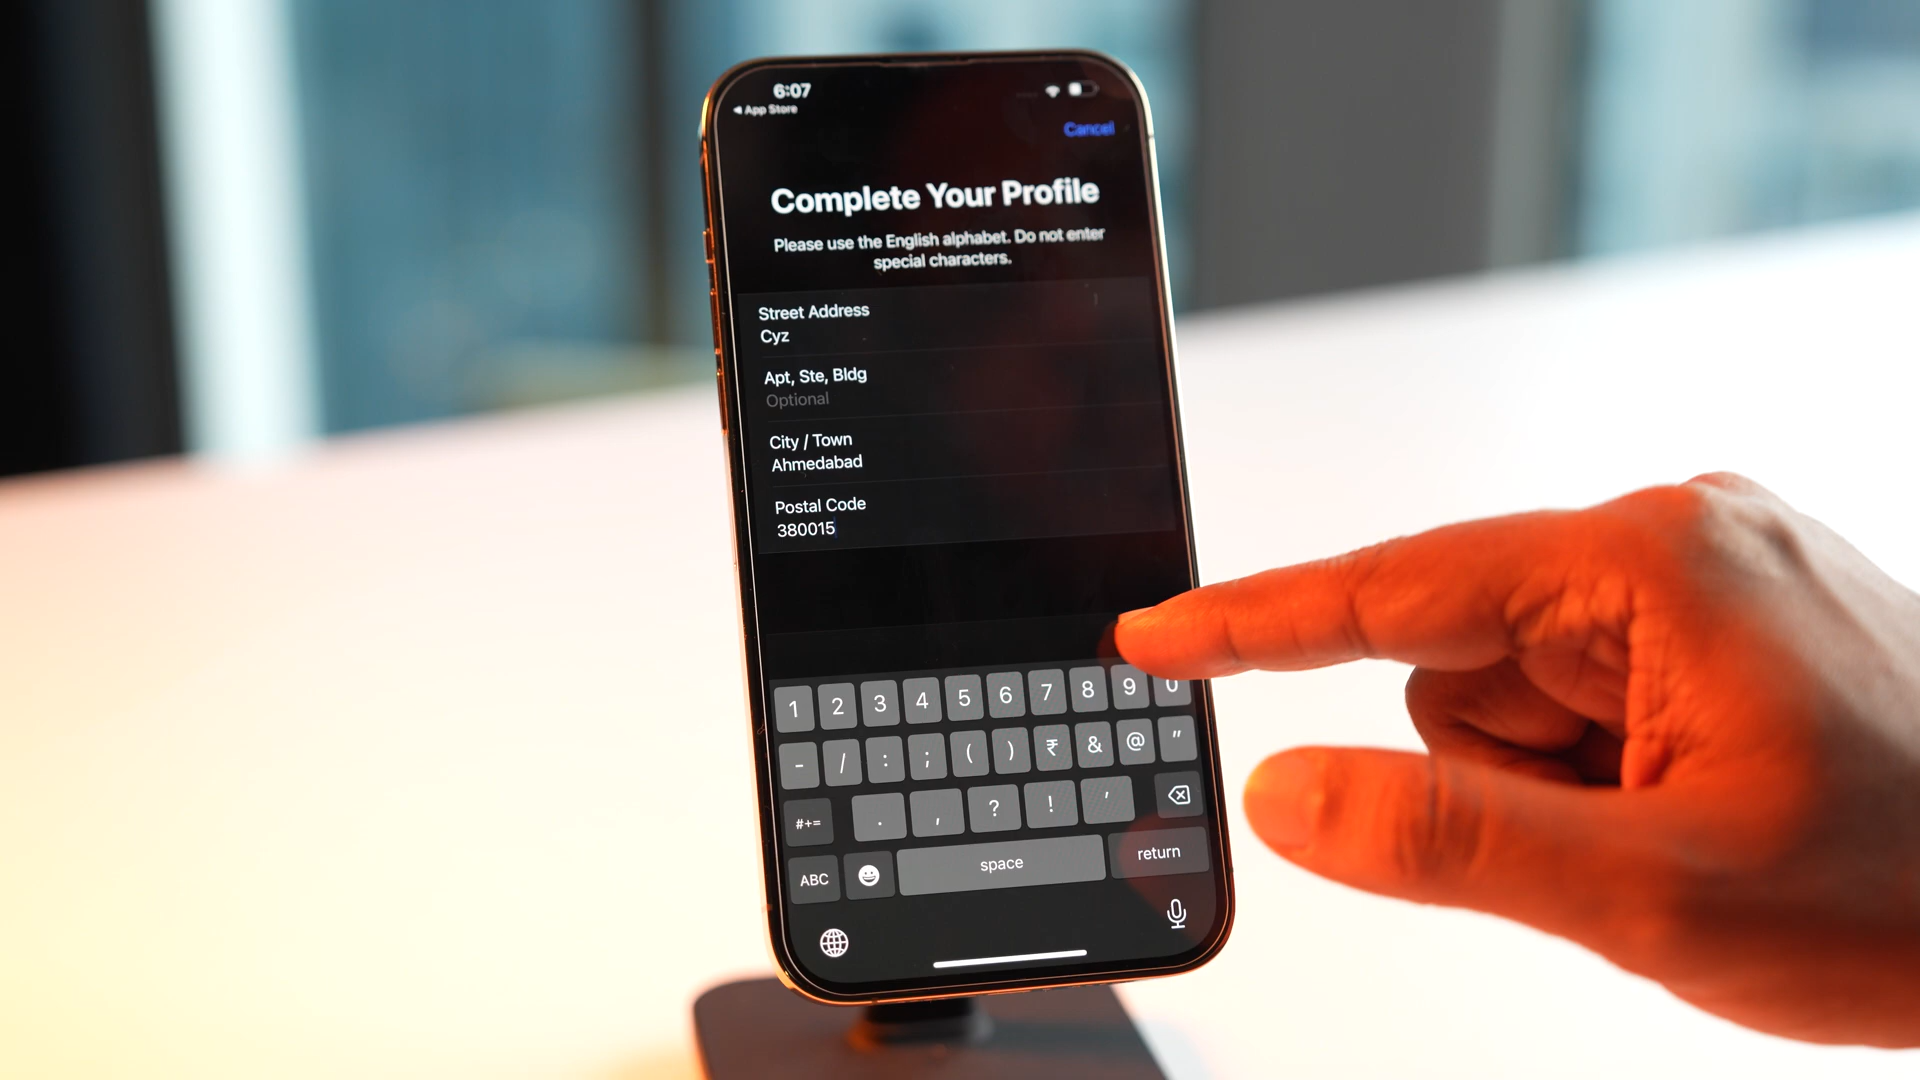 6:07
◀ App Store
Cancel
Complete Your Profile
Please use the English alphabet. Do not enter
special characters.
Street Address
Cyz
Apt, Ste, Bldg
Optional
City / Town
Ahmedabad
Postal Code
380015
1 2 3 4 5 6 7 8 9 0
- / : ; ( ) ₹ & @ "
#+= . , ? ! '
ABC space return